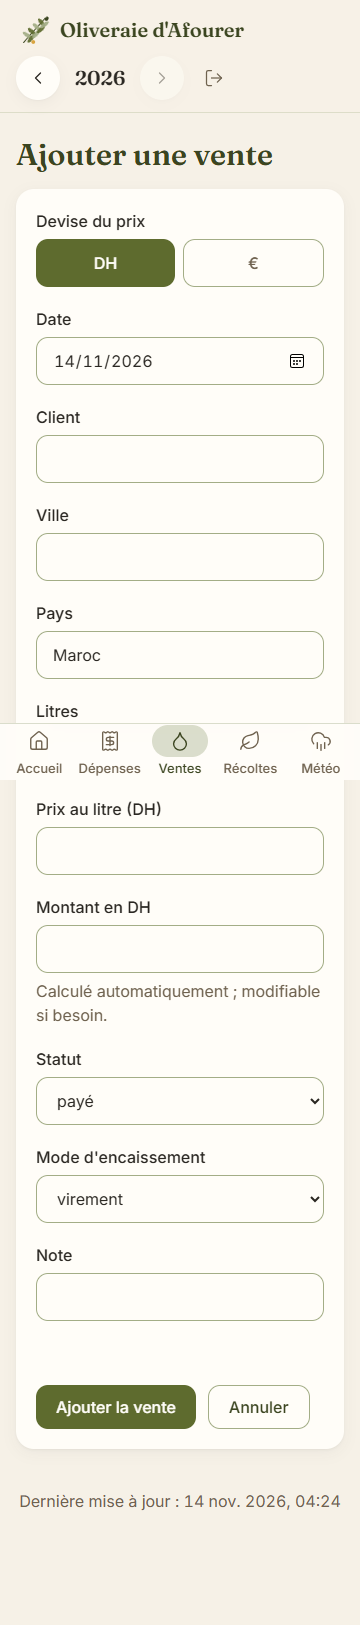 Oliveraie d'Afourer
2026
Ajouter une vente
Devise du prix
DH
€
Date
14/11/2026
Client
Ville
Pays
Maroc
Litres
Accueil
Dépenses
Ventes
Récoltes
Météo
Prix au litre (DH)
Montant en DH
Calculé automatiquement ; modifiable
si besoin.
Statut
payé
Mode d'encaissement
virement
Note
Ajouter la vente
Annuler
Dernière mise à jour : 14 nov. 2026, 04:24